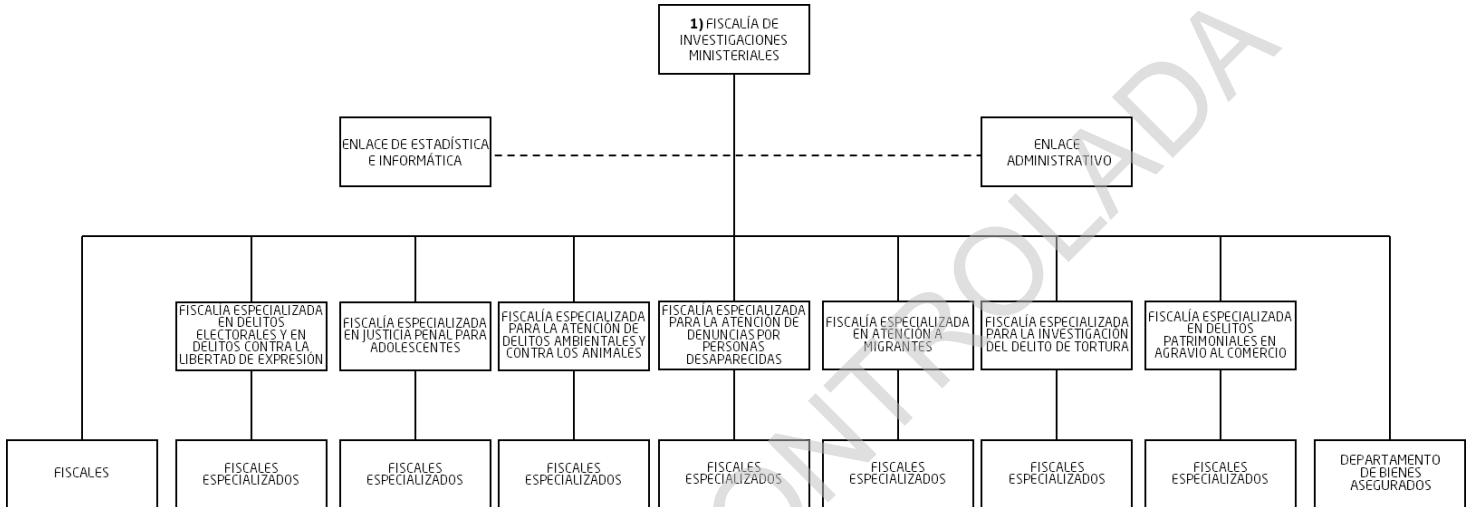 1) FISCALÍA DE
INVESTIGACIONES
MINISTERIALES
ENLACE DE ESTADÍSTICA
E INFORMÁTICA
ENLACE
ADMINISTRATIVO
FISCALÍA ESPECIALIZADA
EN DELITOS
ELECTORALES Y EN
DELITOS CONTRA LA
LIBERTAD DE EXPRESIÓN
FISCALÍA ESPECIALIZADA
EN JUSTICIA PENAL PARA
ADOLESCENTES
FISCALÍA ESPECIALIZADA
PARA LA ATENCIÓN DE
DELITOS AMBIENTALES Y
CONTRA LOS ANIMALES
FISCALÍA ESPECIALIZADA
PARA LA ATENCIÓN DE
DENUNCIAS POR
PERSONAS
DESAPARECIDAS
FISCALÍA ESPECIALIZADA
EN ATENCIÓN A
MIGRANTES
FISCALÍA ESPECIALIZADA
PARA LA INVESTIGACIÓN
DEL DELITO DE TORTURA
FISCALÍA ESPECIALIZADA
EN DELITOS
PATRIMONIALES EN
AGRAVIO AL COMERCIO
FISCALES
FISCALES
ESPECIALIZADOS
FISCALES
ESPECIALIZADOS
FISCALES
ESPECIALIZADOS
FISCALES
ESPECIALIZADOS
FISCALES
ESPECIALIZADOS
FISCALES
ESPECIALIZADOS
FISCALES
ESPECIALIZADOS
DEPARTAMENTO
DE BIENES
ASEGURADOS
ONTROLADA